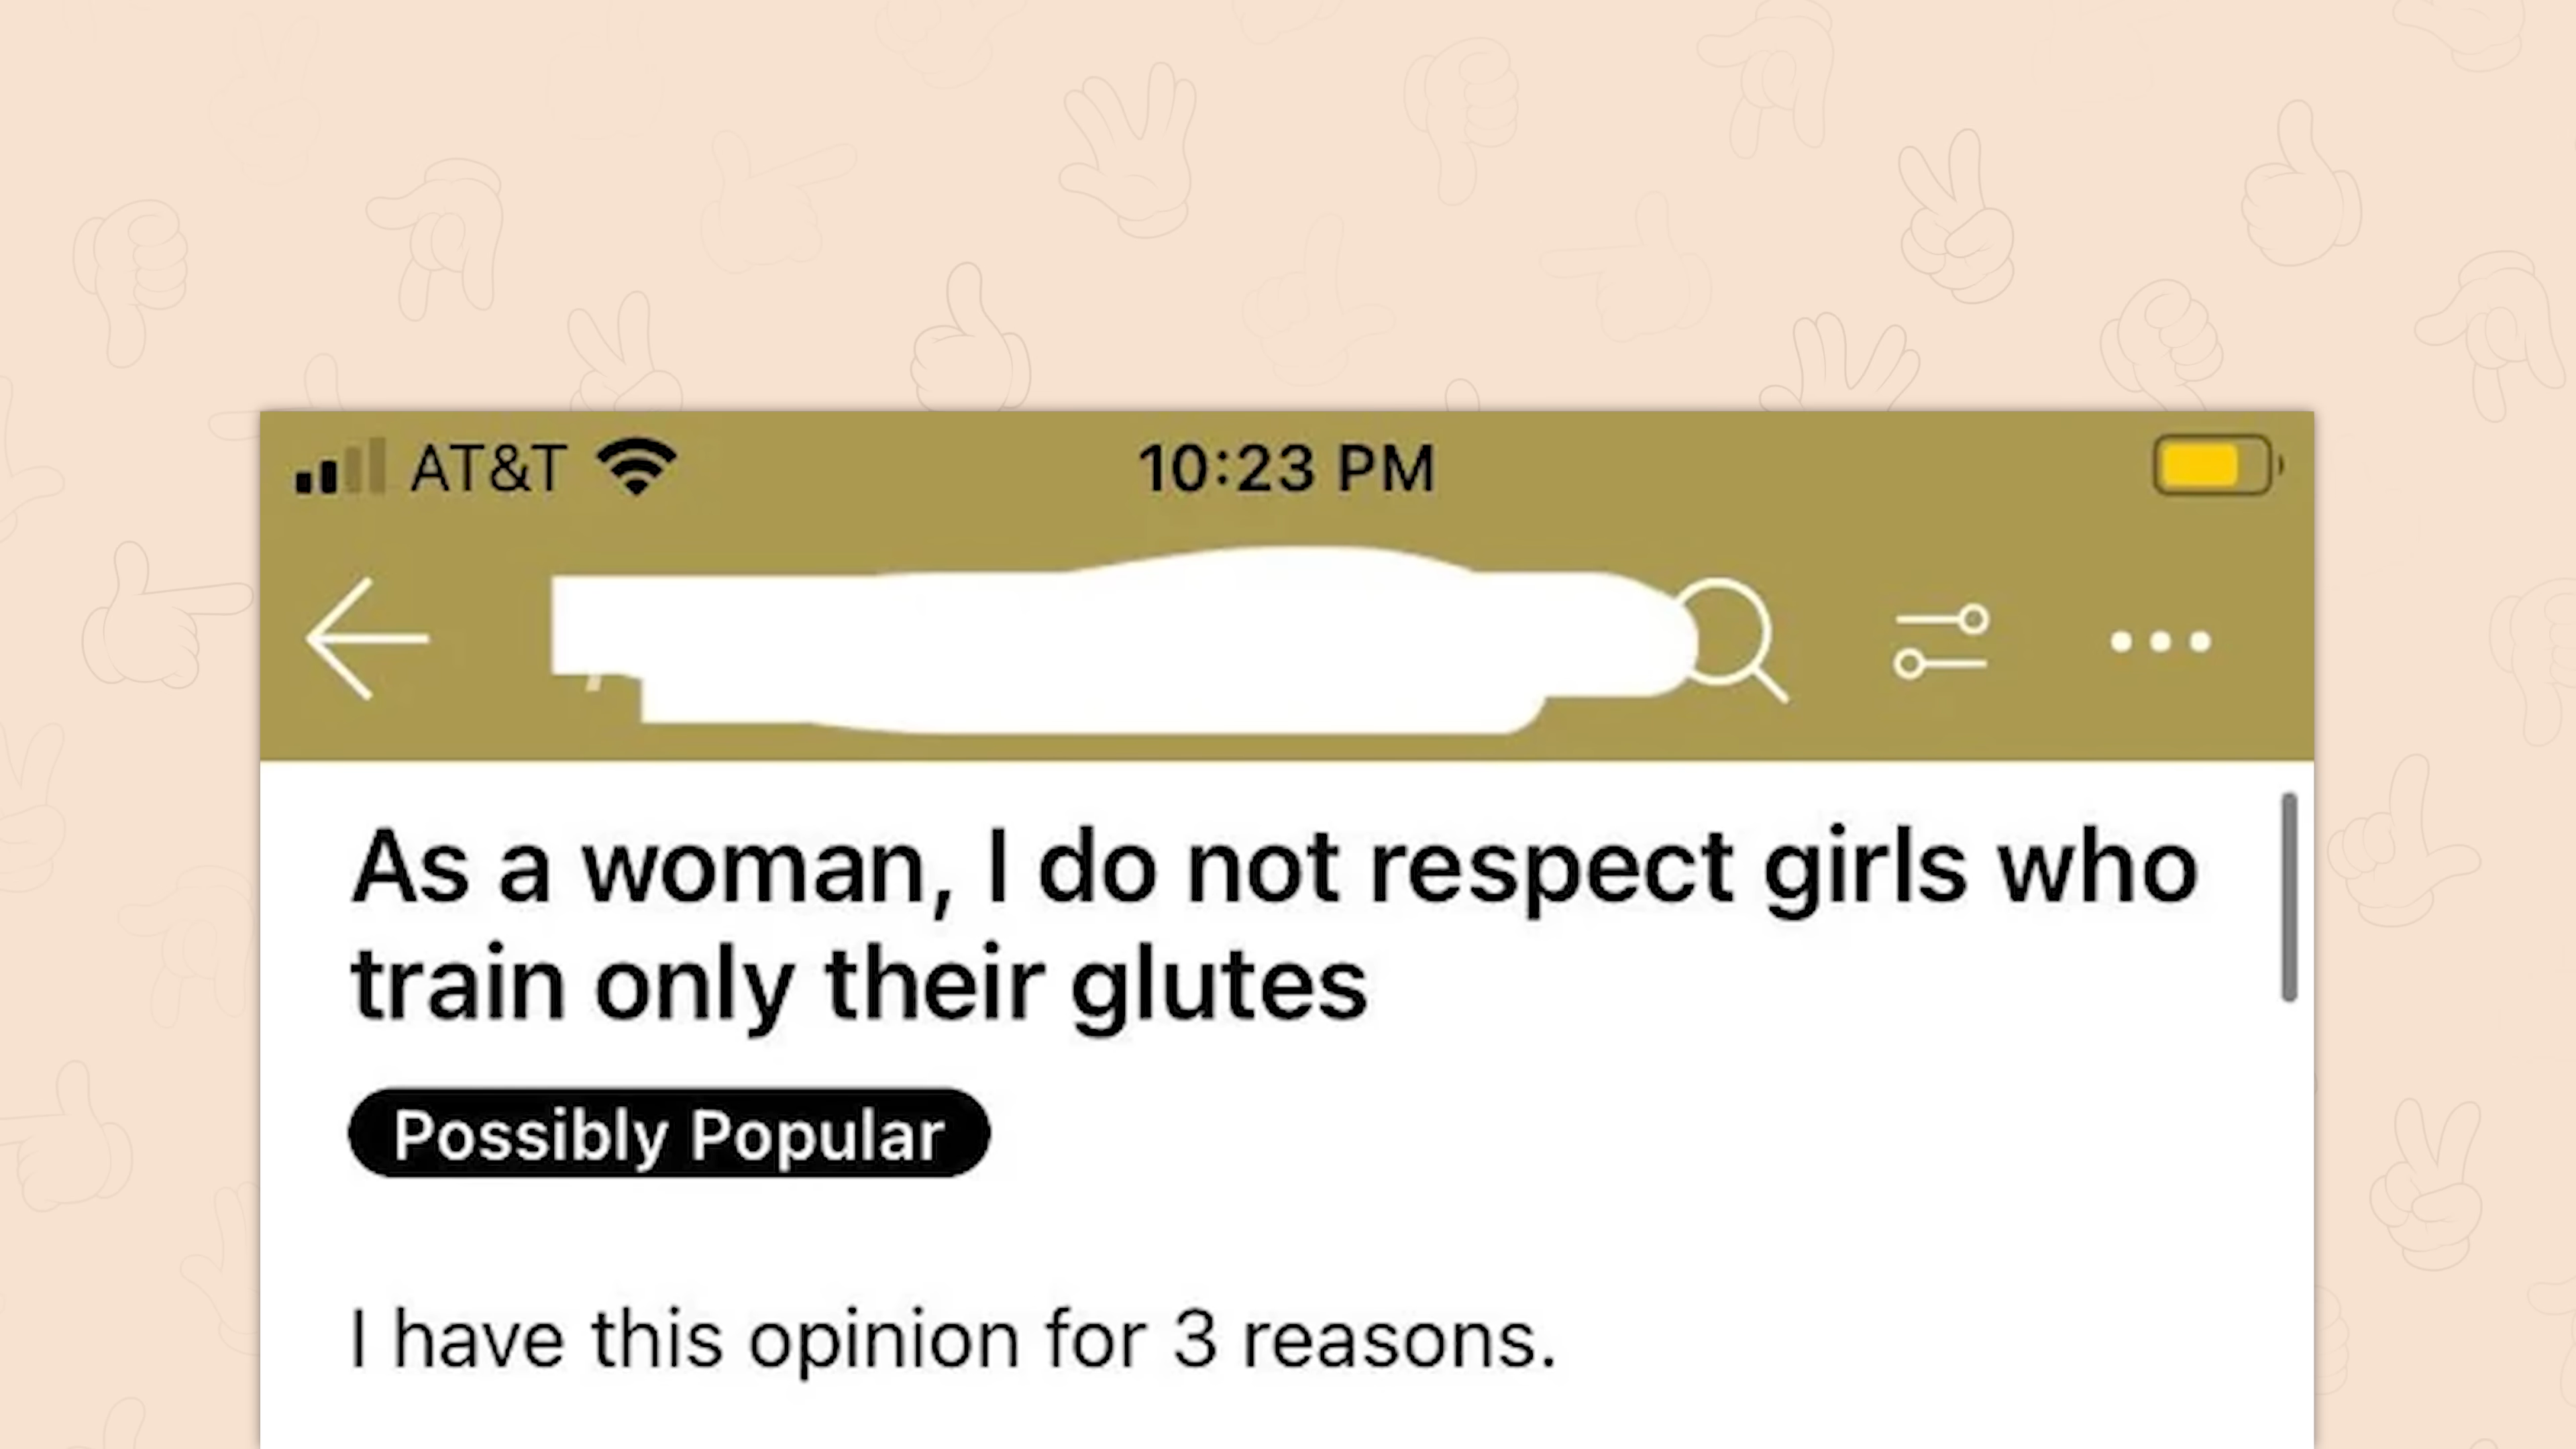 AT&T 10:23 PM
As a woman, I do not respect girls who
train only their glutes
Possibly Popular
I have this opinion for 3 reasons.